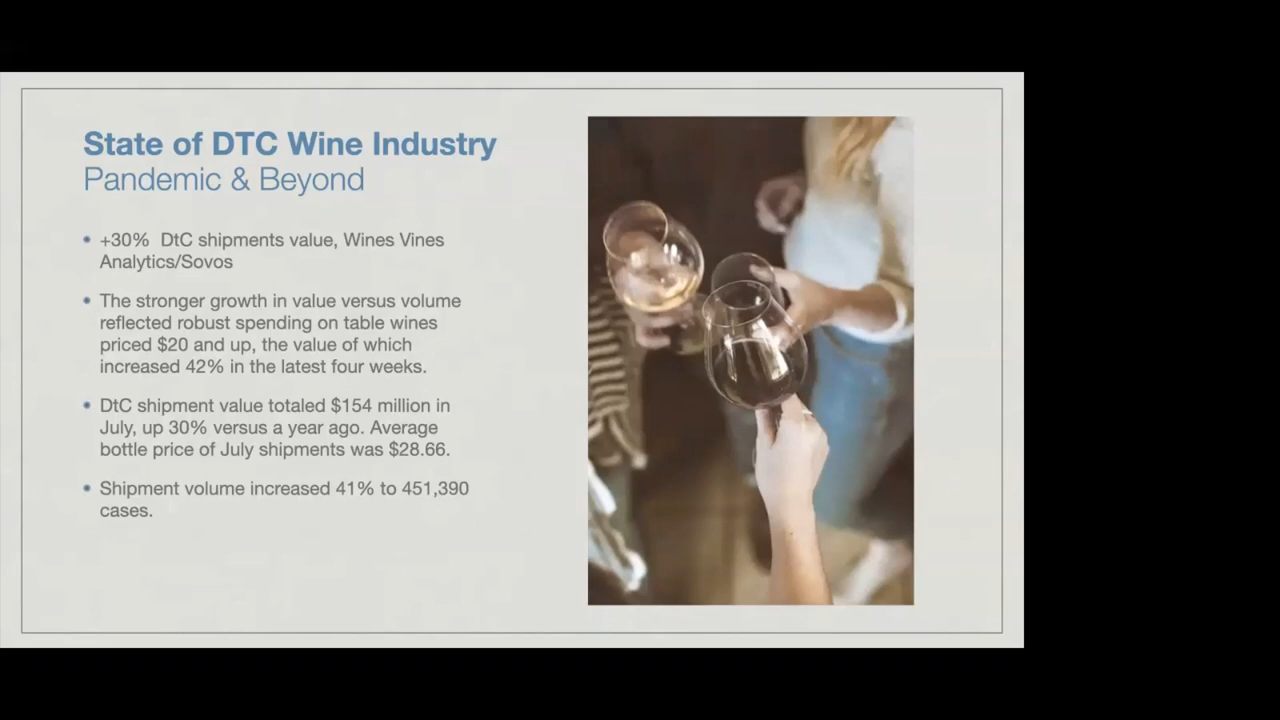 State of DTC Wine Industry
Pandemic & Beyond
• +30%  DtC shipments value, Wines Vines
Analytics/Sovos
• The stronger growth in value versus volume
reflected robust spending on table wines
priced $20 and up, the value of which
increased 42% in the latest four weeks.
• DtC shipment value totaled $154 million in
July, up 30% versus a year ago. Average
bottle price of July shipments was $28.66.
• Shipment volume increased 41% to 451,390
cases.